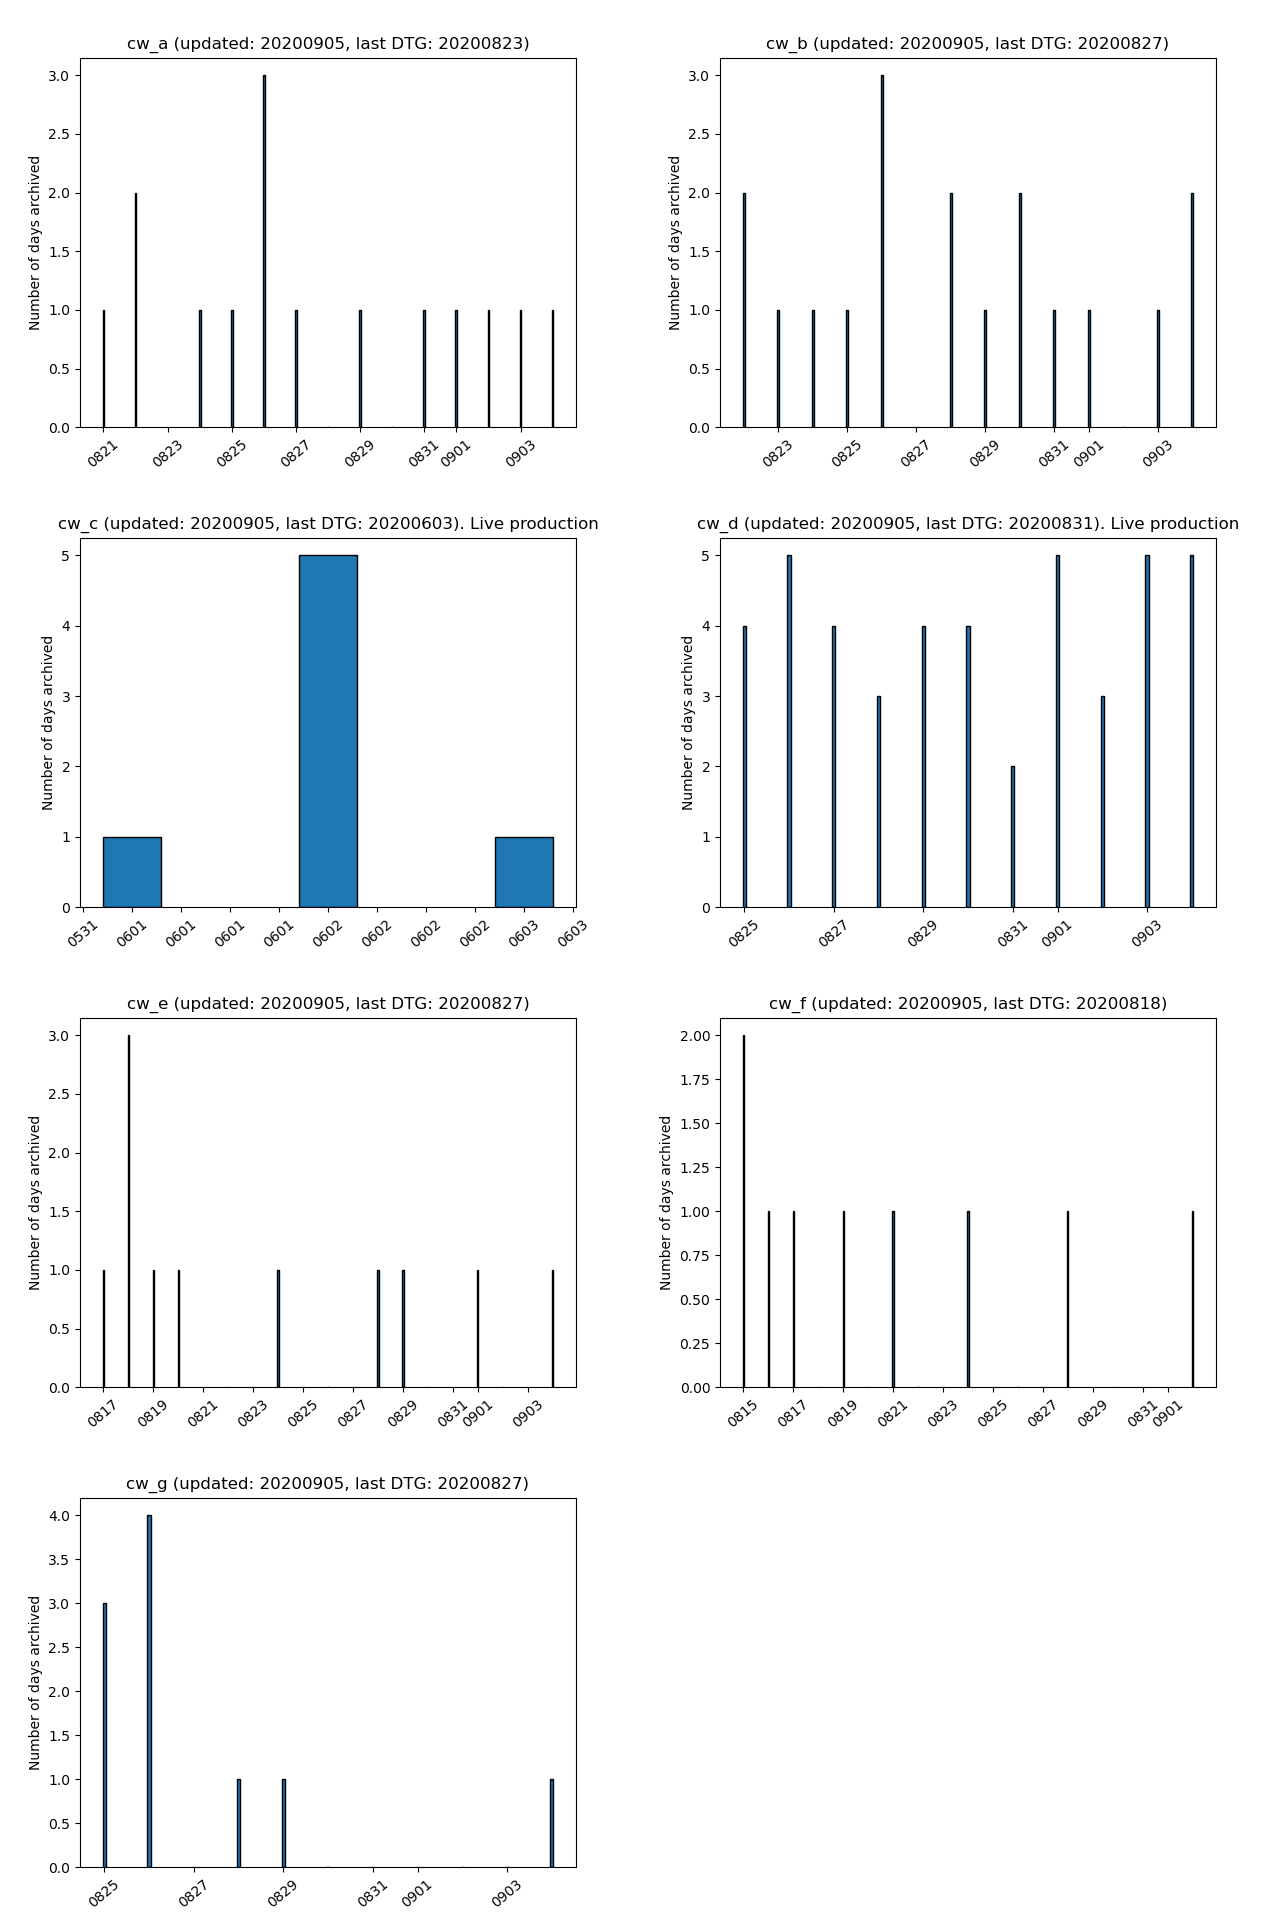 cw_a (updated: 20200905, last DTG: 20200823)
Number of days archived
3.0
2.5
2.0
1.5
1.0
0.5
0.0
0821 0823 0825 0827 0829 0831 0901 0903
cw_b (updated: 20200905, last DTG: 20200827)
Number of days archived
3.0
2.5
2.0
1.5
1.0
0.5
0.0
0823 0825 0827 0829 0831 0901 0903
cw_c (updated: 20200905, last DTG: 20200603). Live production
Number of days archived
5
4
3
2
1
0
0531 0601 0601 0601 0601 0602 0602 0602 0602 0603 0603
cw_d (updated: 20200905, last DTG: 20200831). Live production
Number of days archived
5
4
3
2
1
0
0825 0827 0829 0831 0901 0903
cw_e (updated: 20200905, last DTG: 20200827)
Number of days archived
3.0
2.5
2.0
1.5
1.0
0.5
0.0
0817 0819 0821 0823 0825 0827 0829 0831 0901 0903
cw_f (updated: 20200905, last DTG: 20200818)
Number of days archived
2.00
1.75
1.50
1.25
1.00
0.75
0.50
0.25
0.00
0815 0817 0819 0821 0823 0825 0827 0829 0831 0901
cw_g (updated: 20200905, last DTG: 20200827)
Number of days archived
4.0
3.5
3.0
2.5
2.0
1.5
1.0
0.5
0.0
0825 0827 0829 0831 0901 0903